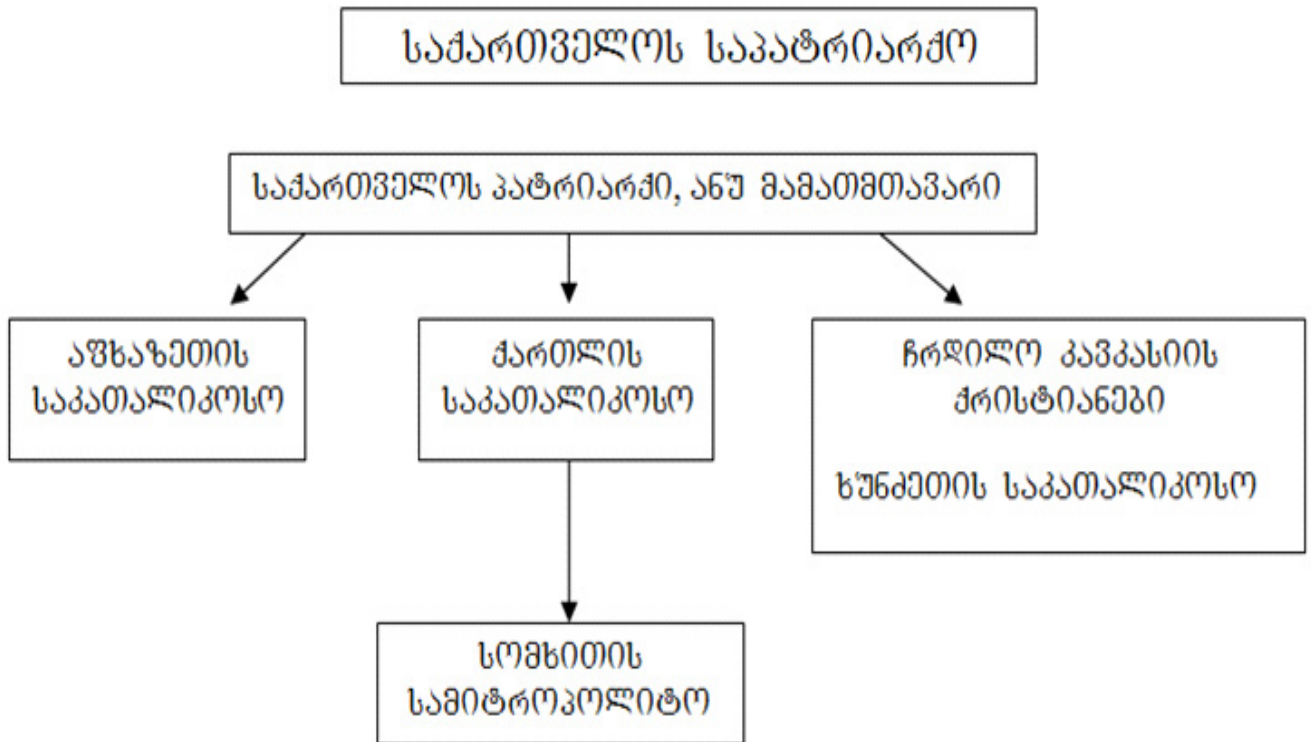 საქართველოს საპატრიარქო
საქართველოს პატრიარქი, ანუ მამათმთავარი
აფხაზეთის
საკათალიკოსო
ქართლის
საკათალიკოსო
ჩრდილო კავკასიის
ქრისტიანები
ხუნძეთის საკათალიკოსო
სომხითის
სამიტროპოლიტო